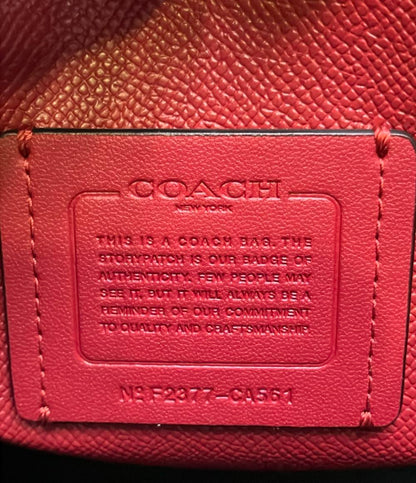 COACH
NEW YORK
THIS IS A COACH BAG. THE
STORYPATCH IS OUR BADGE OF
AUTHENTICITY. FEW PEOPLE MAY
SEE IT, BUT IT WILL ALWAYS BE A
REMINDER OF OUR COMMITMENT
TO QUALITY AND CRAFTSMANSHIP.
Nº F2377-CA561